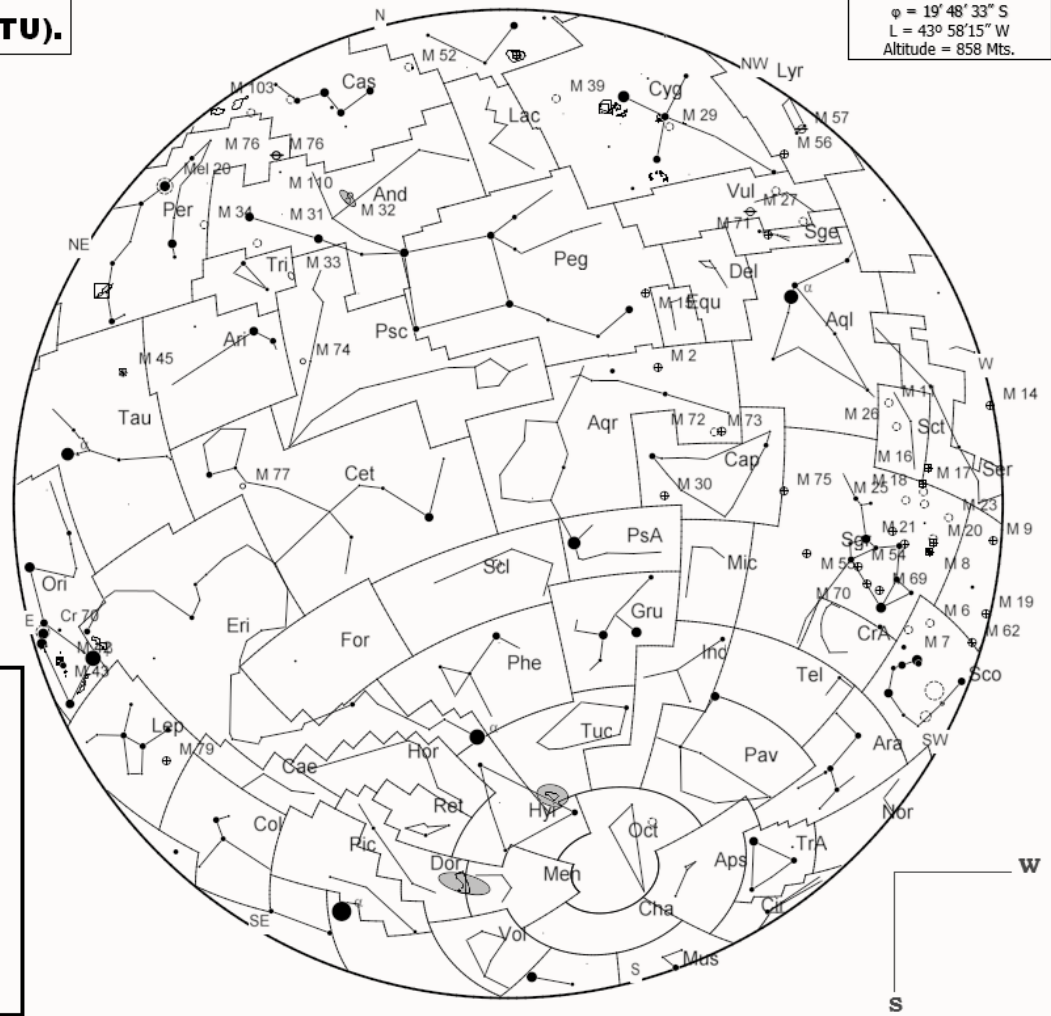 TU).
φ = 19' 48' 33" S
L = 43º 58'15" W
Altitude = 858 Mts.
N
M 52
NW
Lyr
M 103
Cas
M 39
Cyg
Lac
M 29
M 57
M 76
M 76
M 56
Mel 20
M 110
And
Vul
M 27
Per
M 34
M 31
M 32
M 71
Sge
NE
Tri
M 33
Peg
Del
α
M 15
Equ
Psc
Aql
Ari
M 74
M 45
M 2
W
M 14
Tau
M 72
M 73
M 26
M 11
Aqr
Sct
α
M 16
M 77
Cet
Cap
M 17
Ser
M 30
M 75
M 25
M 18
M 23
PsA
M 21
M 20
M 9
Sgr
M 54
M 55
M 8
Scl
Mic
Ori
M 69
M 70
E
Cr 70
Gru
M 6
M 19
Eri
For
CrA
M 7
M 62
M 43
Phe
Ind
Tel
Sco
Lep
α
Tuc
Ara
SW
M 79
Hor
Pav
Cae
Ret
Hyi
Nor
Col
Oct
Pic
TrA
Dor
Men
Aps
W
α
Cha
Cir
SE
Vol
S
Mus
S